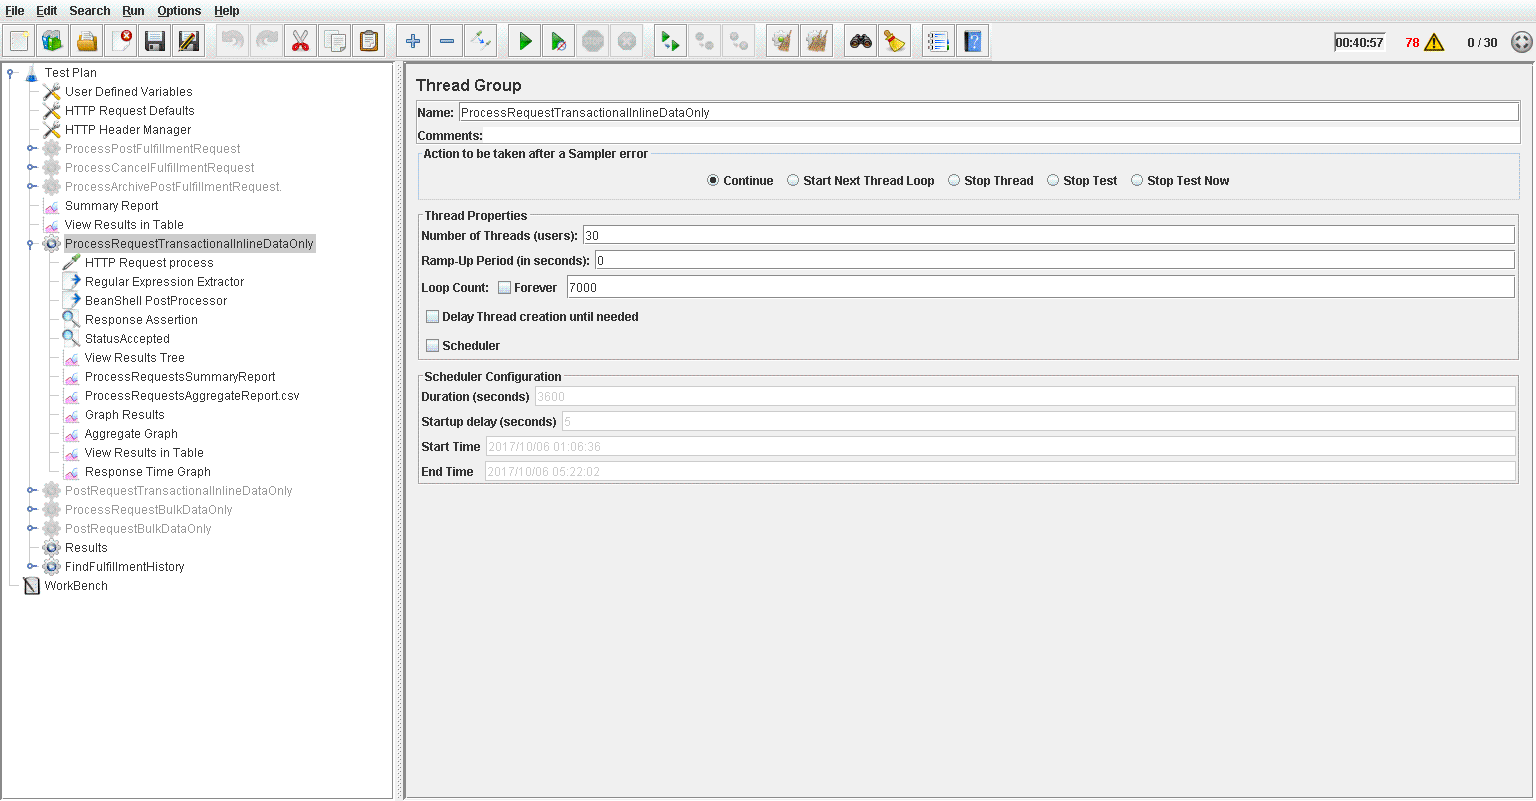 File Edit Search Run Options Help
00:40:57 78 0 / 30
Test Plan
User Defined Variables
HTTP Request Defaults
HTTP Header Manager
ProcessPostFulfillmentRequest
ProcessCancelFulfillmentRequest
ProcessArchivePostFulfillmentRequest.
Summary Report
View Results in Table
ProcessRequestTransactionalInlineDataOnly
HTTP Request process
Regular Expression Extractor
BeanShell PostProcessor
Response Assertion
StatusAccepted
View Results Tree
ProcessRequestsSummaryReport
ProcessRequestsAggregateReport.csv
Graph Results
Aggregate Graph
View Results in Table
Response Time Graph
PostRequestTransactionalInlineDataOnly
ProcessRequestBulkDataOnly
PostRequestBulkDataOnly
Results
FindFulfillmentHistory
WorkBench
Thread Group
Name: ProcessRequestTransactionalInlineDataOnly
Comments:
Action to be taken after a Sampler error
Continue Start Next Thread Loop Stop Thread Stop Test Stop Test Now
Thread Properties
Number of Threads (users): 30
Ramp-Up Period (in seconds): 0
Loop Count: Forever 7000
Delay Thread creation until needed
Scheduler
Scheduler Configuration
Duration (seconds) 3600
Startup delay (seconds) 5
Start Time 2017/10/06 01:06:36
End Time 2017/10/06 05:22:02